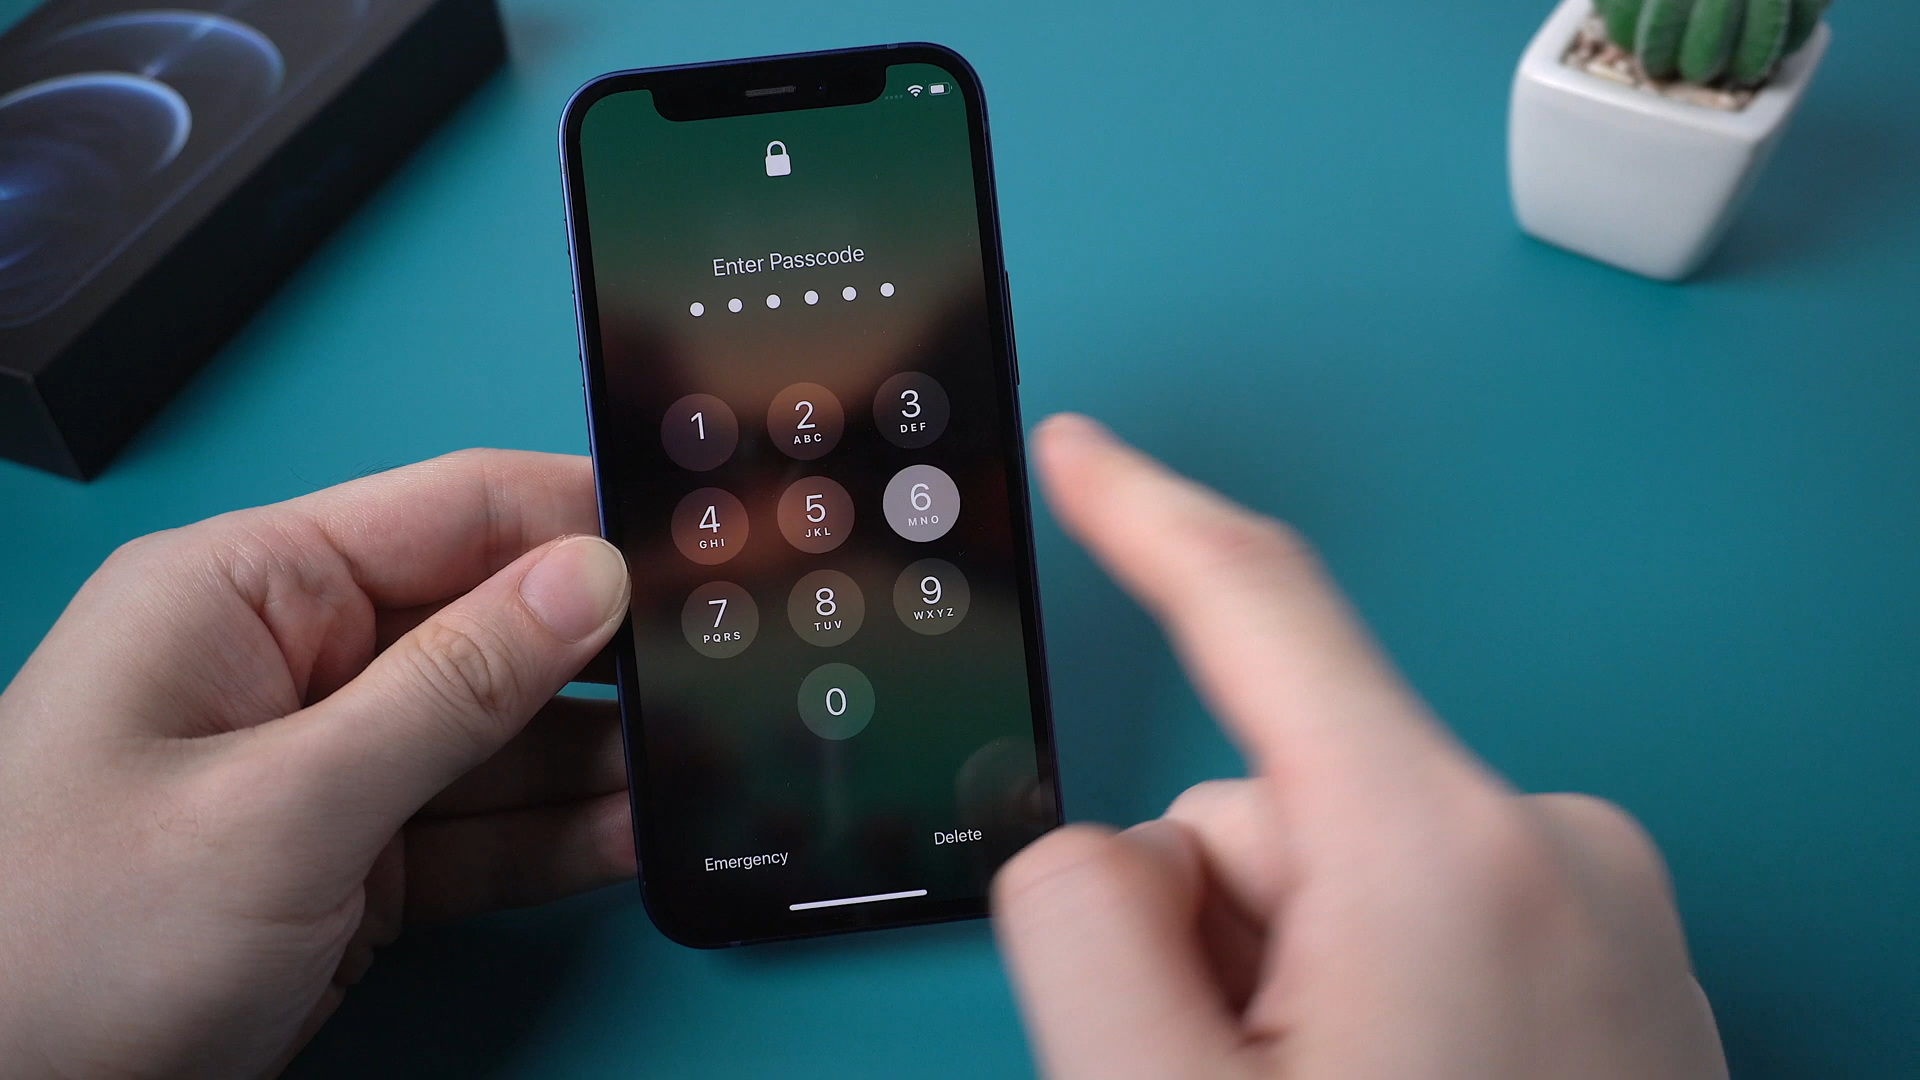 Enter Passcode
1
2
ABC
3
DEF
4
GHI
5
JKL
6
MNO
7
PQRS
8
TUV
9
WXYZ
0
Emergency
Delete